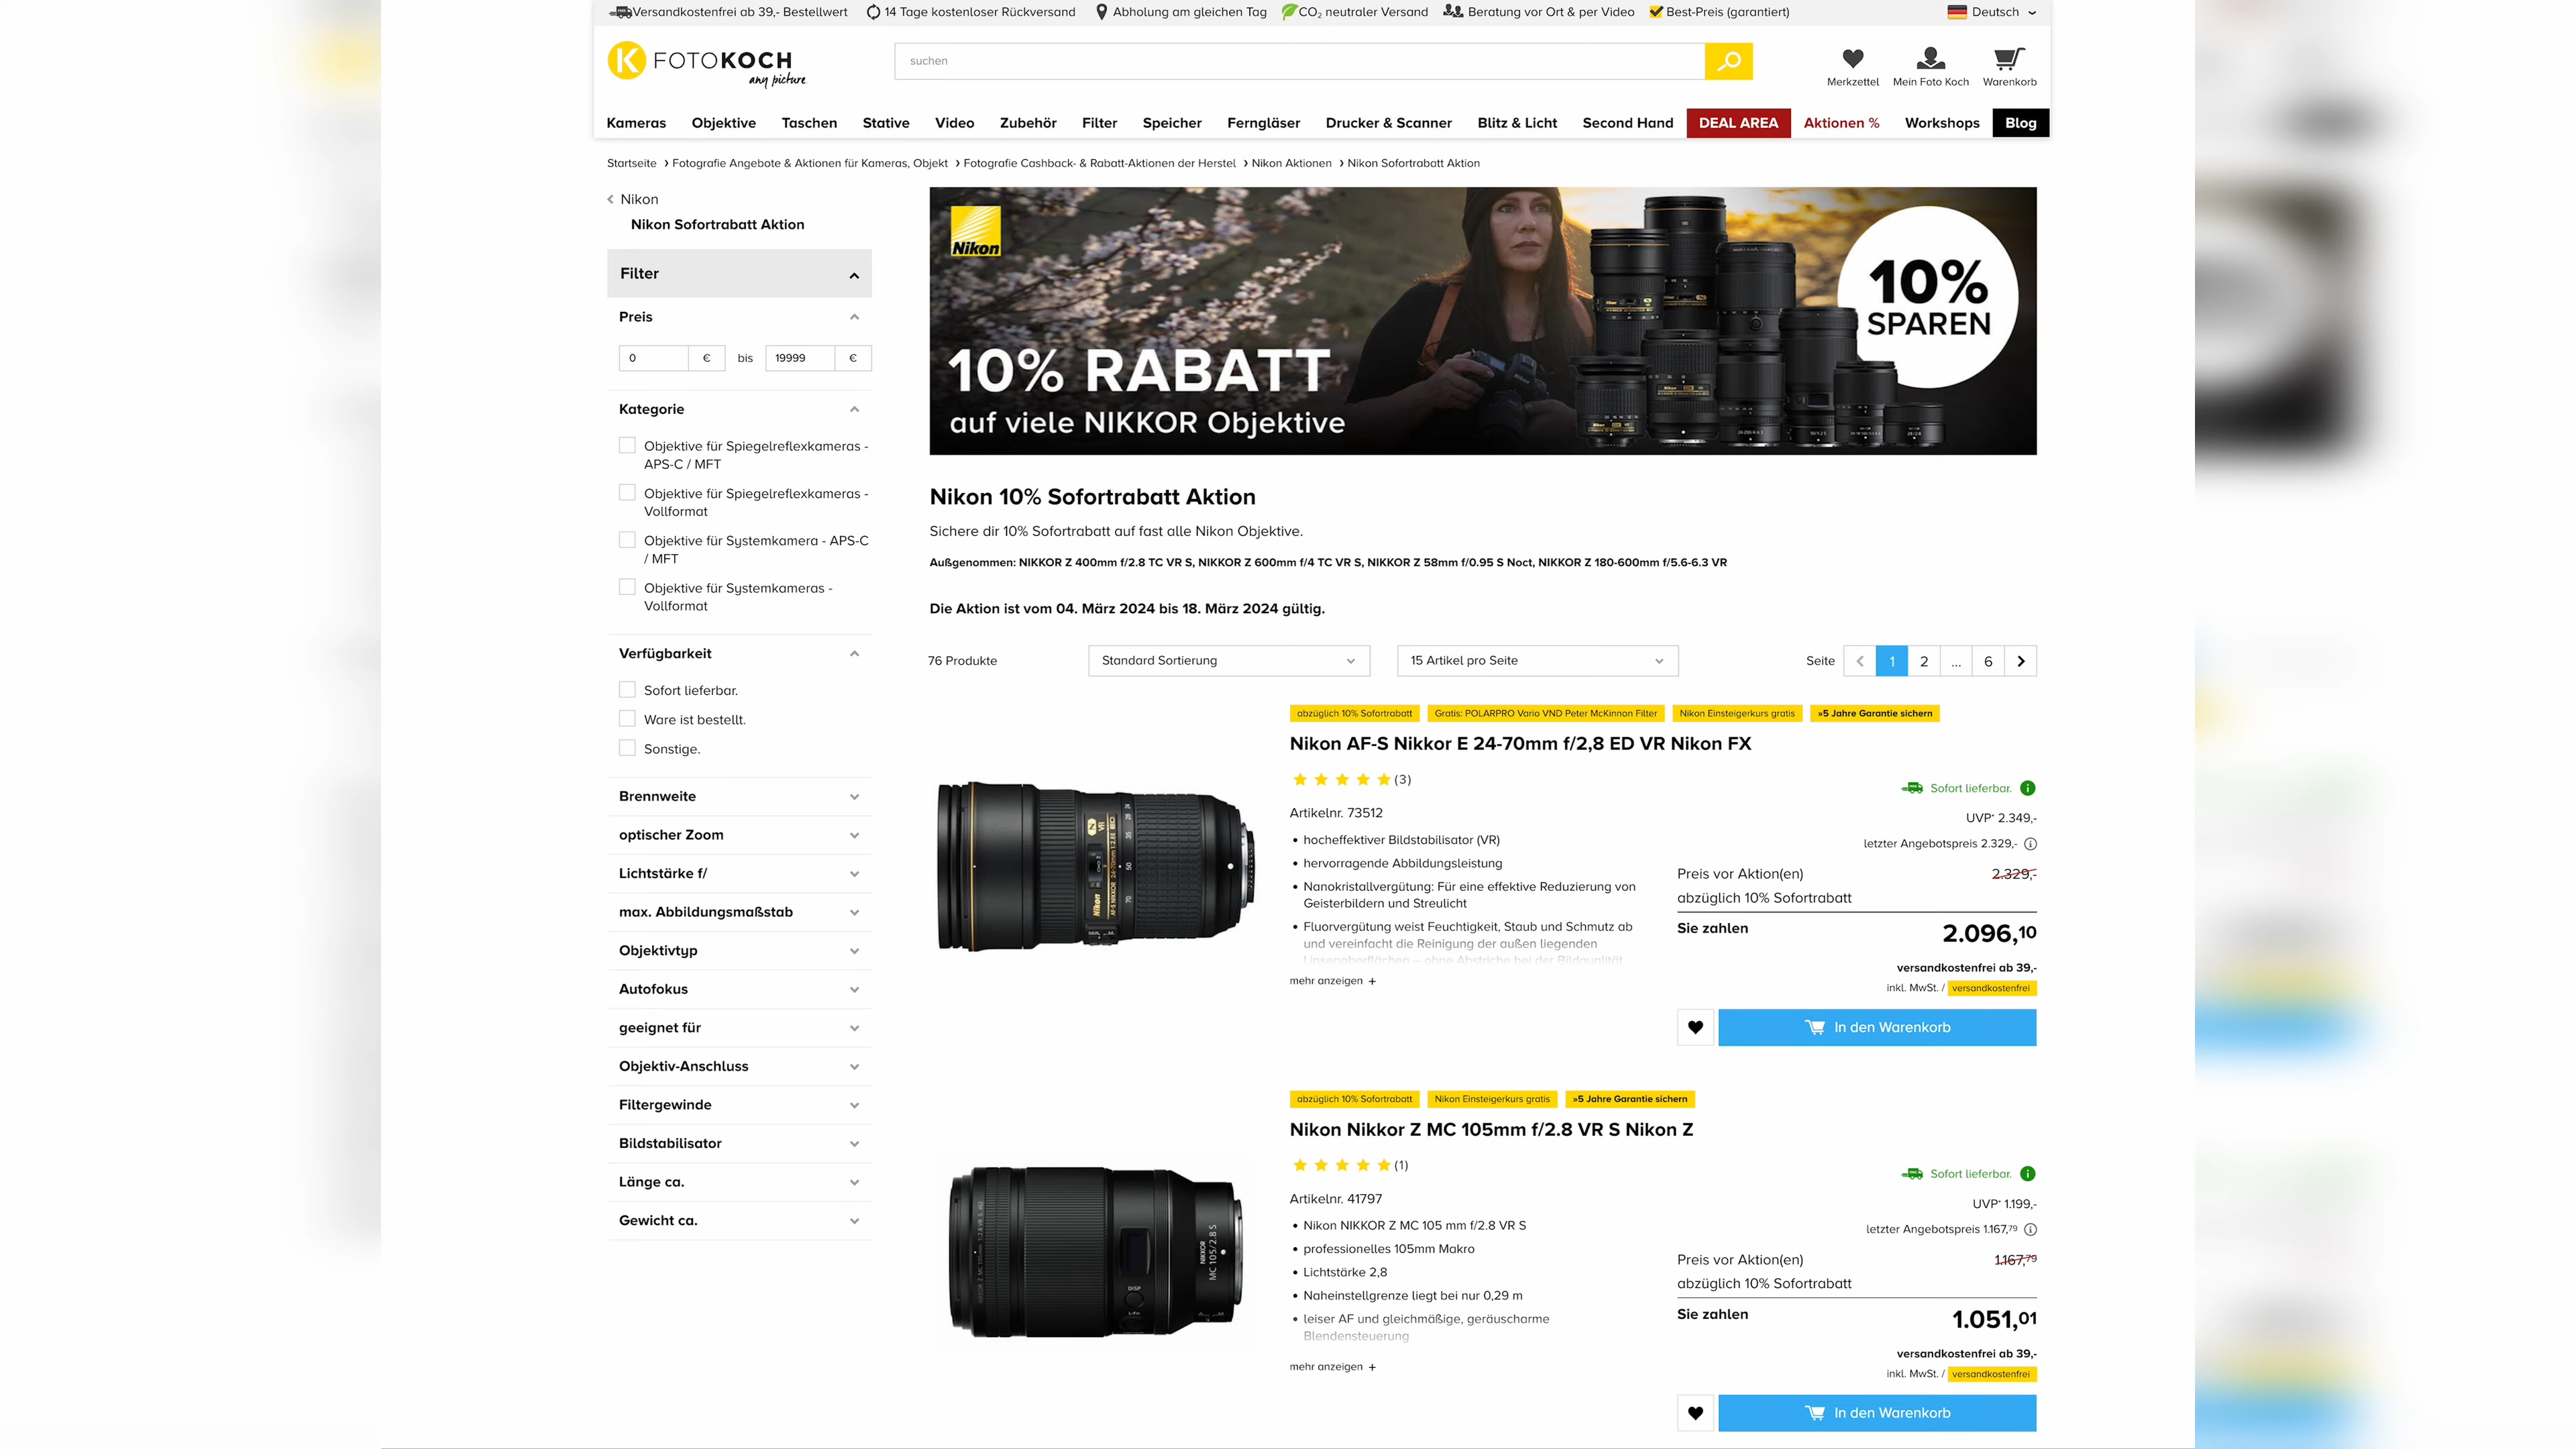 Versandkostenfrei ab 39,- Bestellwert
14 Tage kostenloser Rückversand
Abholung am gleichen Tag
CO₂ neutraler Versand
Beratung vor Ort & per Video
Best-Preis (garantiert)
Deutsch
K FOTOKOCH
any picture
suchen
Merkzettel
Mein Foto Koch
Warenkorb
Kameras
Objektive
Taschen
Stative
Video
Zubehör
Filter
Speicher
Ferngläser
Drucker & Scanner
Blitz & Licht
Second Hand
DEAL AREA
Aktionen %
Workshops
Blog
Startseite › Fotografie Angebote & Aktionen für Kameras, Objekt › Fotografie Cashback- & Rabatt-Aktionen der Herstel › Nikon Aktionen › Nikon Sofortrabatt Aktion
Nikon
Nikon Sofortrabatt Aktion
Filter
Preis
0 € bis 19999 €
Kategorie
Objektive für Spiegelreflexkameras -
APS-C / MFT
Objektive für Spiegelreflexkameras -
Vollformat
Objektive für Systemkamera - APS-C
/ MFT
Objektive für Systemkameras -
Vollformat
Verfügbarkeit
Sofort lieferbar.
Ware ist bestellt.
Sonstige.
Brennweite
optischer Zoom
Lichtstärke f/
max. Abbildungsmaßstab
Objektivtyp
Autofokus
geeignet für
Objektiv-Anschluss
Filtergewinde
Bildstabilisator
Länge ca.
Gewicht ca.
Nikon
10%
SPAREN
10% RABATT
auf viele NIKKOR Objektive
Nikon 10% Sofortrabatt Aktion
Sichere dir 10% Sofortrabatt auf fast alle Nikon Objektive.
Außgenommen: NIKKOR Z 400mm f/2.8 TC VR S, NIKKOR Z 600mm f/4 TC VR S, NIKKOR Z 58mm f/0.95 S Noct, NIKKOR Z 180-600mm f/5.6-6.3 VR
Die Aktion ist vom 04. März 2024 bis 18. März 2024 gültig.
76 Produkte
Standard Sortierung
15 Artikel pro Seite
Seite 1 2 ... 6
abzüglich 10% Sofortrabatt
Gratis: POLARPRO Vario VND Peter McKinnon Filter
Nikon Einsteigerkurs gratis
»5 Jahre Garantie sichern
Nikon AF-S Nikkor E 24-70mm f/2,8 ED VR Nikon FX
(3)
Artikelnr. 73512
• hocheffektiver Bildstabilisator (VR)
• hervorragende Abbildungsleistung
• Nanokristallvergütung: Für eine effektive Reduzierung von
Geisterbildern und Streulicht
• Fluorvergütung weist Feuchtigkeit, Staub und Schmutz ab
und vereinfacht die Reinigung der außen liegenden
Linsenoberflächen – ohne Abstriche bei der Bildqualität
mehr anzeigen +
Sofort lieferbar.
UVP* 2.349,-
letzter Angebotspreis 2.329,-
Preis vor Aktion(en) 2.329,-
abzüglich 10% Sofortrabatt
Sie zahlen 2.096,10
versandkostenfrei ab 39,-
inkl. MwSt. / versandkostenfrei
In den Warenkorb
abzüglich 10% Sofortrabatt
Nikon Einsteigerkurs gratis
»5 Jahre Garantie sichern
Nikon Nikkor Z MC 105mm f/2.8 VR S Nikon Z
(1)
Artikelnr. 41797
• Nikon NIKKOR Z MC 105 mm f/2.8 VR S
• professionelles 105mm Makro
• Lichtstärke 2,8
• Naheinstellgrenze liegt bei nur 0,29 m
• leiser AF und gleichmäßige, geräuscharme
Blendensteuerung
mehr anzeigen +
NIKKOR
MC 105/2.8 S
DISP
Sofort lieferbar.
UVP* 1.199,-
letzter Angebotspreis 1.167,79
Preis vor Aktion(en) 1.167,79
abzüglich 10% Sofortrabatt
Sie zahlen 1.051,01
versandkostenfrei ab 39,-
inkl. MwSt. / versandkostenfrei
In den Warenkorb